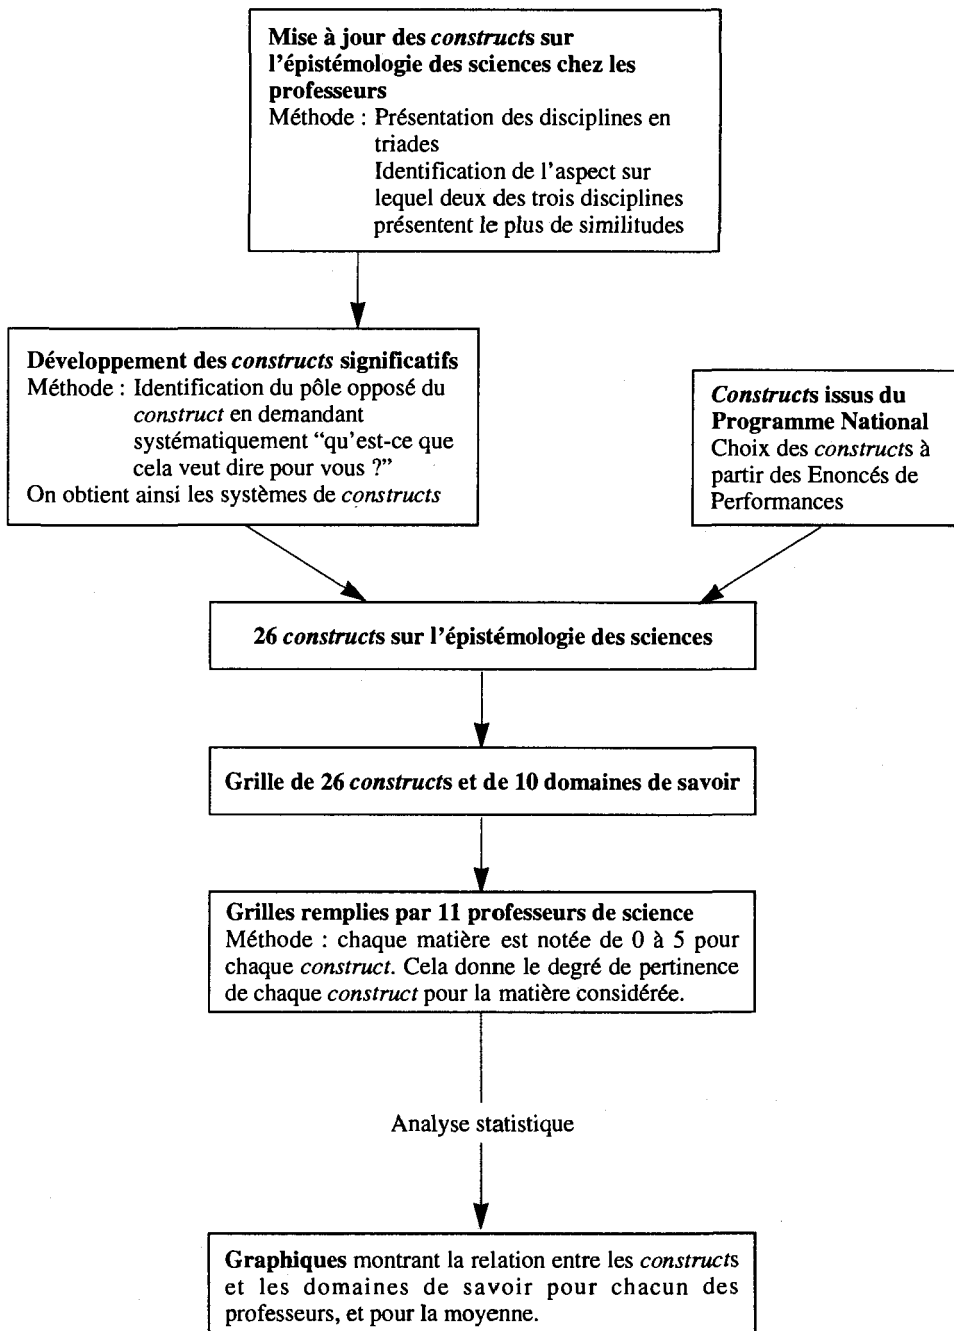 Mise à jour des constructs sur
l'épistémologie des sciences chez les
professeurs
Méthode : Présentation des disciplines en
triades
Identification de l'aspect sur
lequel deux des trois disciplines
présentent le plus de similitudes
Développement des constructs significatifs
Méthode : Identification du pôle opposé du
construct en demandant
systématiquement “qu'est-ce que
cela veut dire pour vous ?”
On obtient ainsi les systèmes de constructs
Constructs issus du
Programme National
Choix des constructs à
partir des Enoncés de
Performances
26 constructs sur l'épistémologie des sciences
Grille de 26 constructs et de 10 domaines de savoir
Grilles remplies par 11 professeurs de science
Méthode : chaque matière est notée de 0 à 5 pour
chaque construct. Cela donne le degré de pertinence
de chaque construct pour la matière considérée.
Analyse statistique
Graphiques montrant la relation entre les constructs
et les domaines de savoir pour chacun des
professeurs, et pour la moyenne.